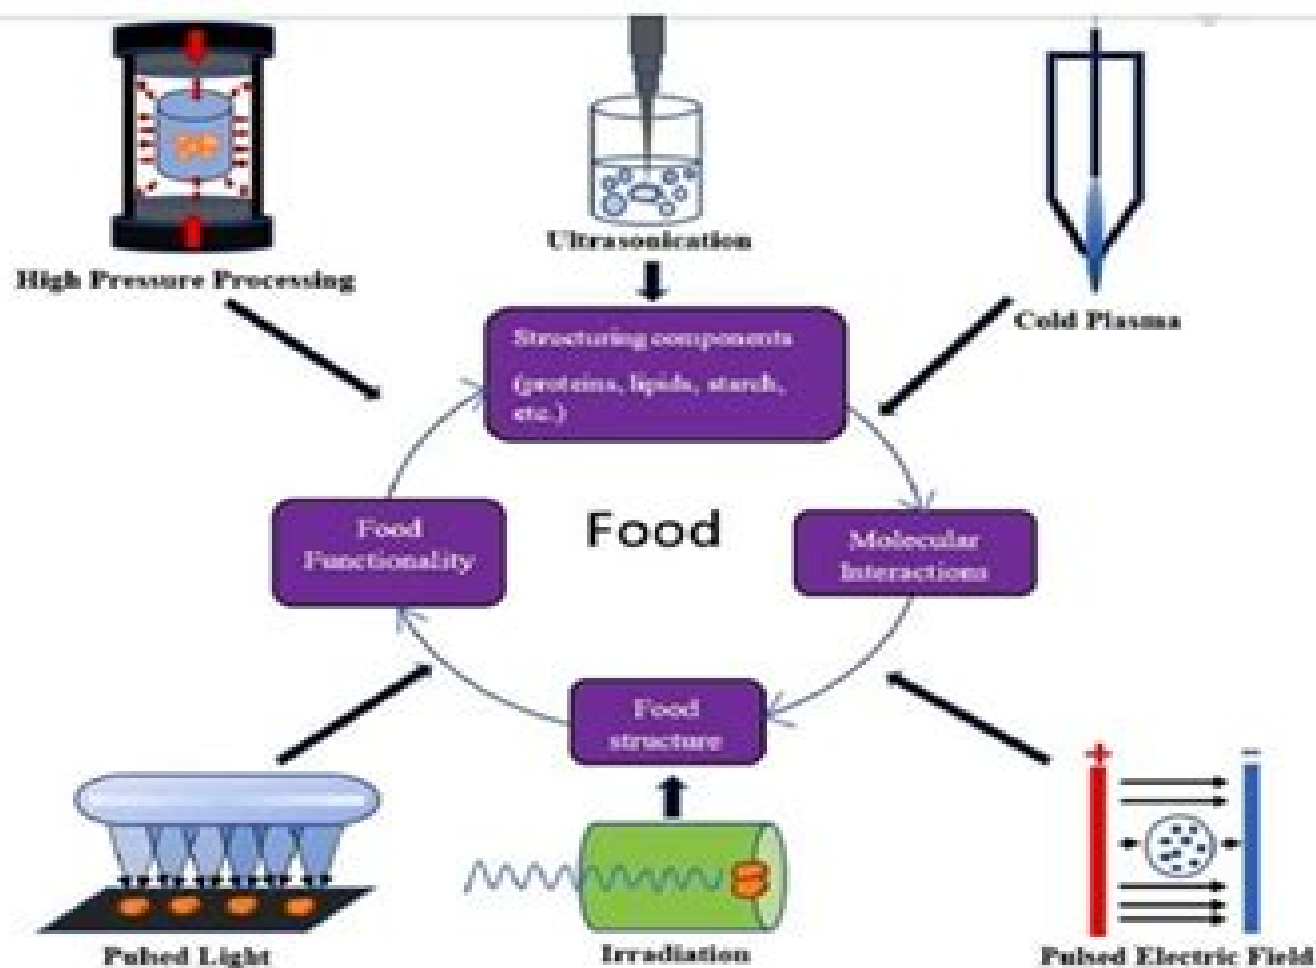 Ultrasonication
High Pressure Processing
Cold Plasma
Structuring components
(proteins, lipids, starch,
etc.)
Food
Functionality
Food
Molecular
Interactions
Food
structure
+
−
Pulsed Light
Irradiation
Pulsed Electric Field